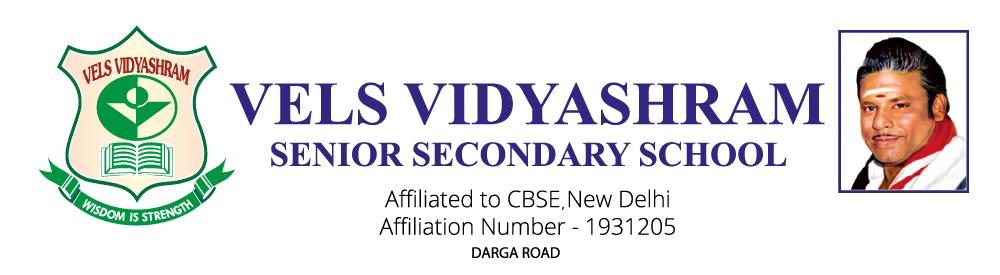 VELS VIDYASHRAM
WISDOM IS STRENGTH
VELS VIDYASHRAM
SENIOR SECONDARY SCHOOL
Affiliated to CBSE,New Delhi
Affiliation Number - 1931205
DARGA ROAD